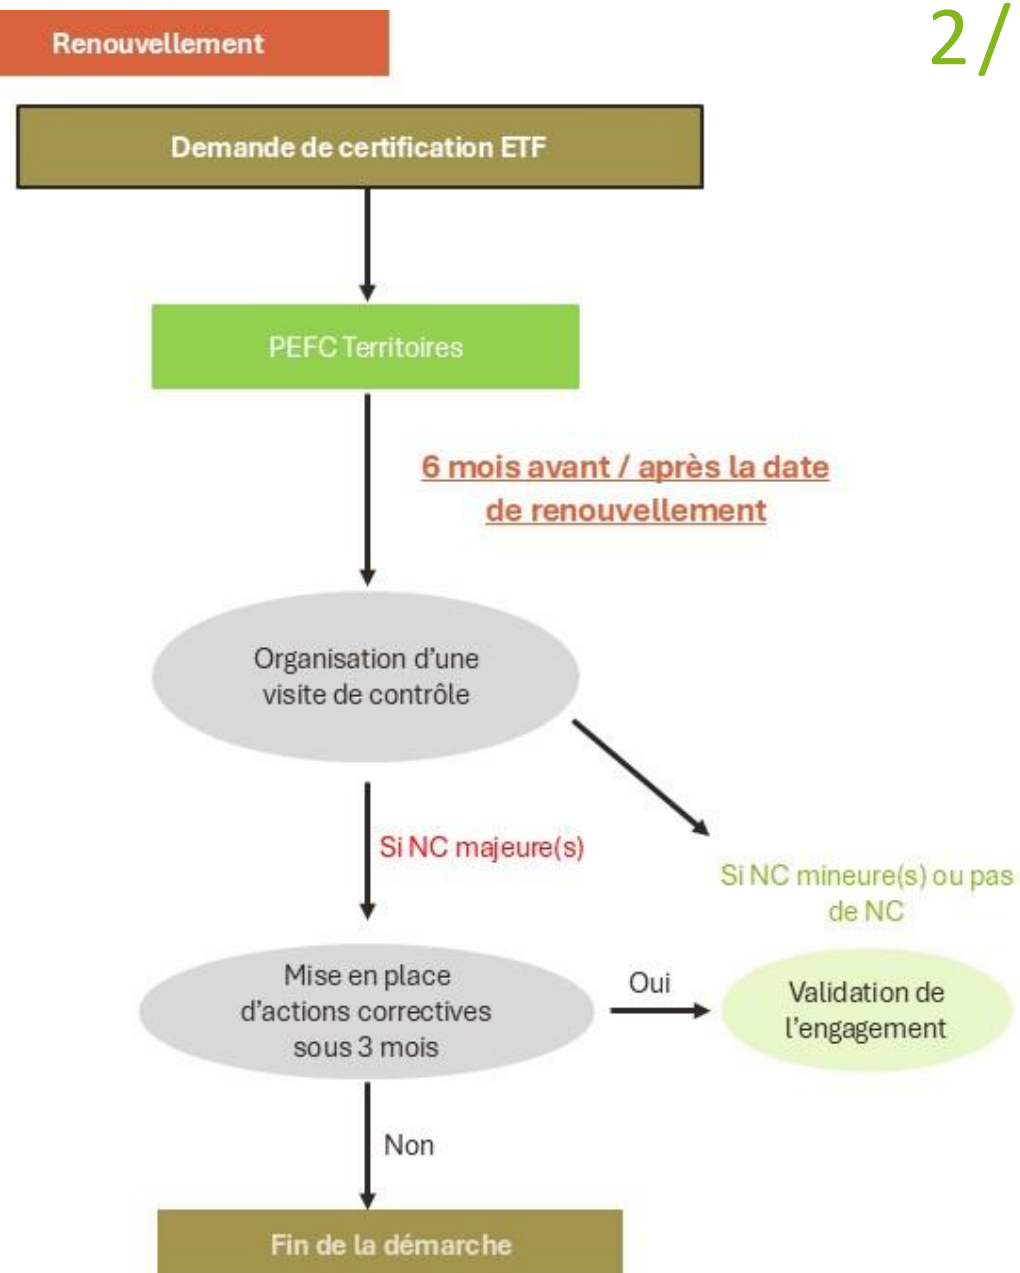 Renouvellement
2/
Demande de certification ETF
PEFC Territoires
6 mois avant / après la date
de renouvellement
Organisation d'une
visite de contrôle
Si NC majeure(s)
Si NC mineure(s) ou pas
de NC
Mise en place
d'actions correctives
sous 3 mois
Oui
Validation de
l'engagement
Non
Fin de la démarche